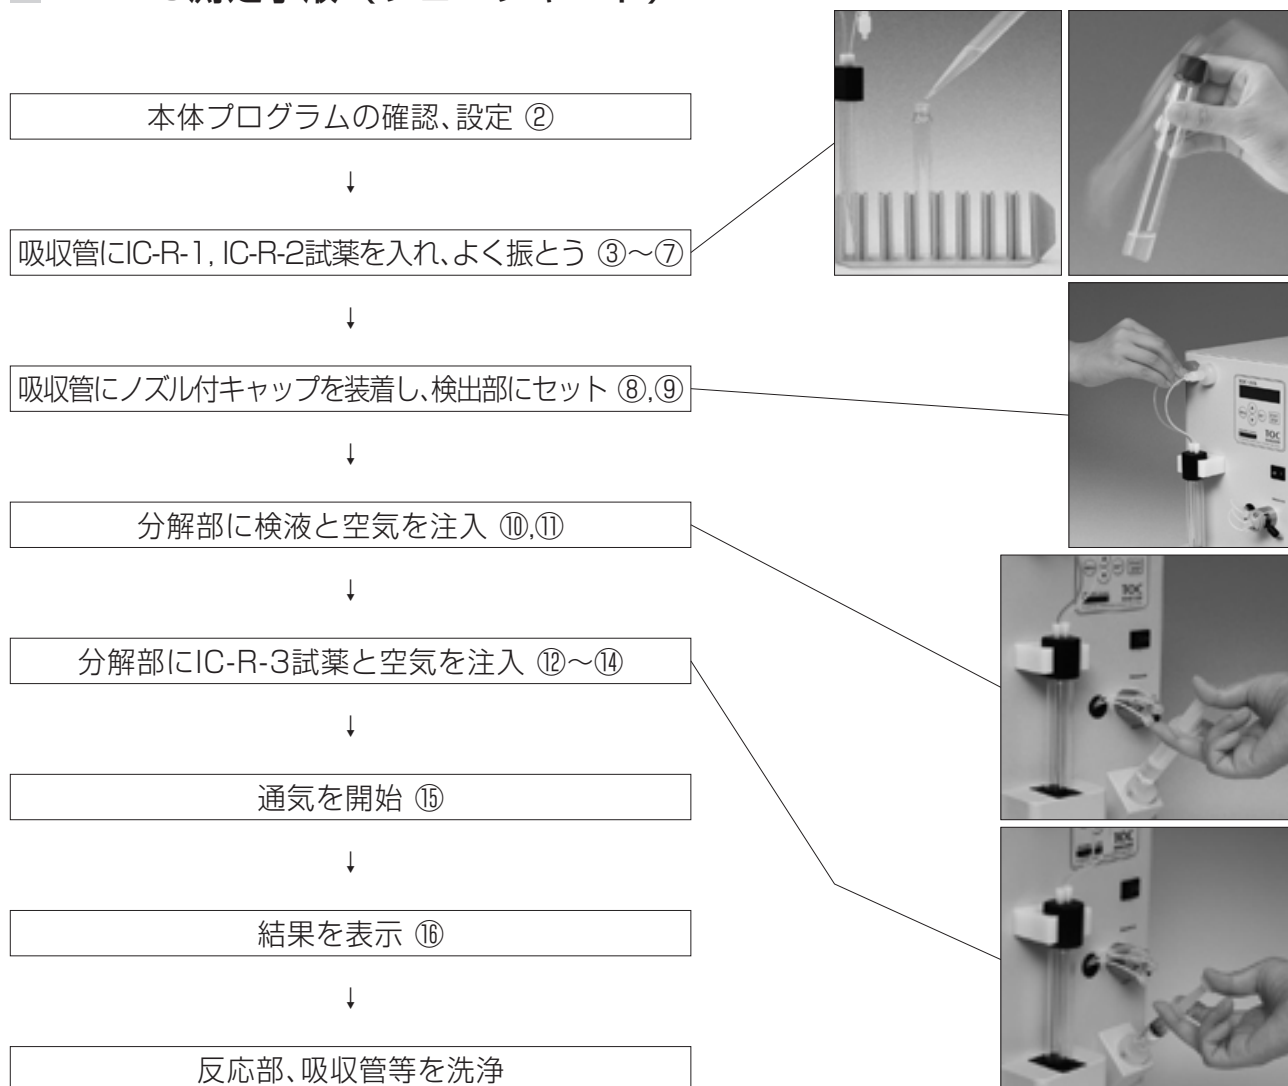 本体プログラムの確認、設定 ②
↓
吸収管にIC-R-1, IC-R-2試薬を入れ、よく振とう ③〜⑦
↓
吸収管にノズル付キャップを装着し、検出部にセット ⑧,⑨
↓
分解部に検液と空気を注入 ⑩,⑪
↓
分解部にIC-R-3試薬と空気を注入 ⑫〜⑭
↓
通気を開始 ⑮
↓
結果を表示 ⑯
↓
反応部、吸収管等を洗浄
TOC
TOC